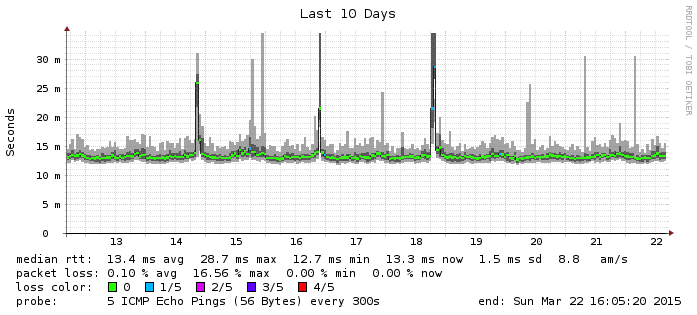 Last 10 Days
RRDTOOL / TOBI OETIKER
Seconds
30 m
25 m
20 m
15 m
10 m
5 m
0
13 14 15 16 17 18 19 20 21 22
median rtt: 13.4 ms avg 28.7 ms max 12.7 ms min 13.3 ms now 1.5 ms sd 8.8 am/s
packet loss: 0.10 % avg 16.56 % max 0.00 % min 0.00 % now
loss color: 0 1/5 2/5 3/5 4/5
probe: 5 ICMP Echo Pings (56 Bytes) every 300s end: Sun Mar 22 16:05:20 2015